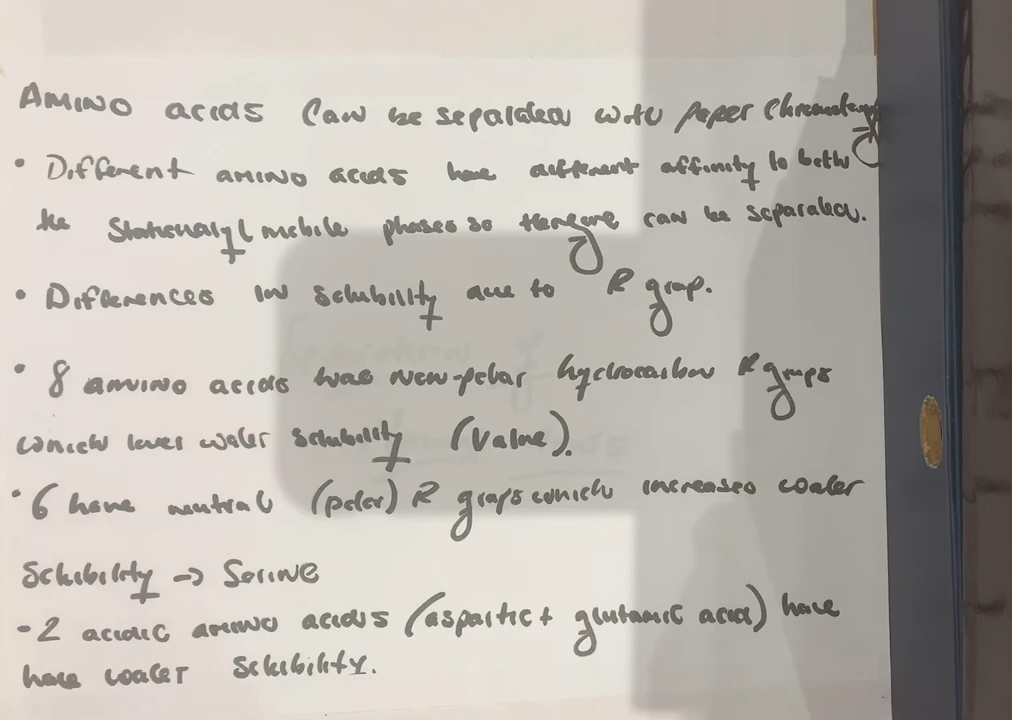 Amino acids can be separated with paper chromatography
• Different amino acids have different affinity to both
the stationary & mobile phases so therefore can be separated.
• Differences in solubility due to R group.
• 8 amino acids has non-polar hydrocarbon R groups
which lower water solubility (Valine).
• 6 have neutral (polar) R groups which increases water
solubility → Serine
- 2 acidic amino acids (aspartic + glutamic acid) have
have water solubility.